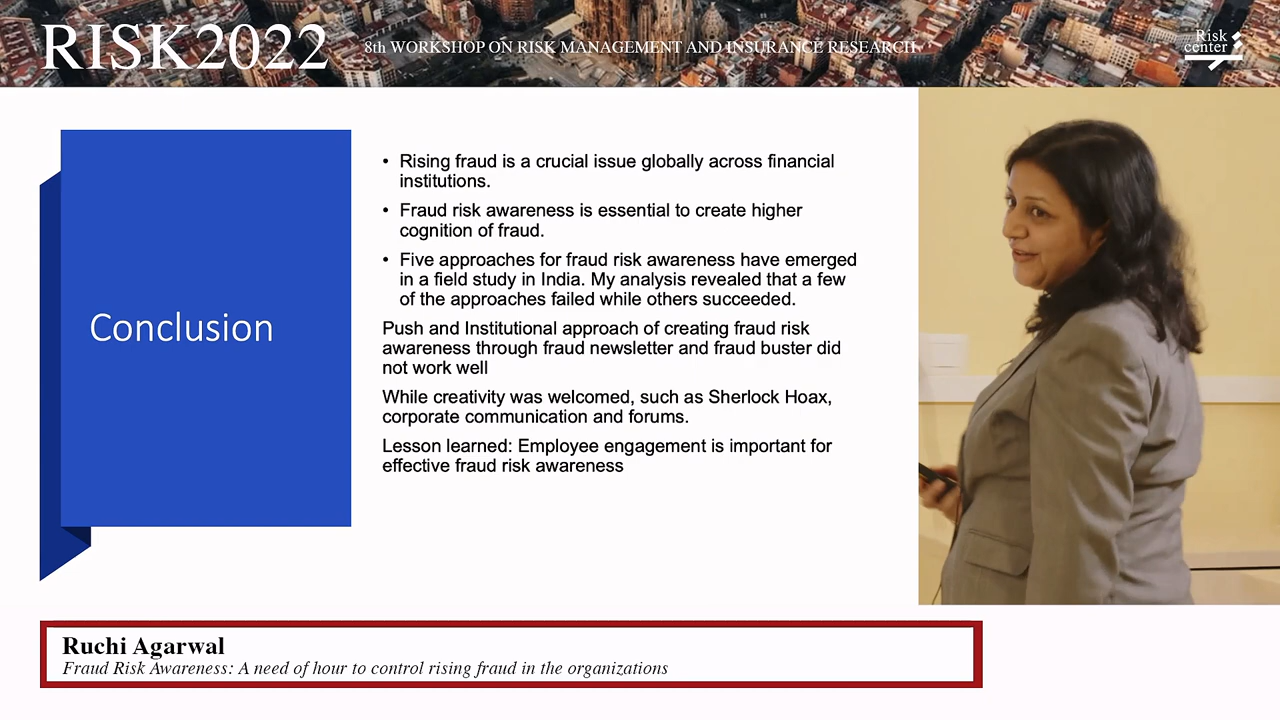 RISK2022
8th WORKSHOP ON RISK MANAGEMENT AND INSURANCE RESEARCH
Risk
center
Conclusion
• Rising fraud is a crucial issue globally across financial
institutions.
• Fraud risk awareness is essential to create higher
cognition of fraud.
• Five approaches for fraud risk awareness have emerged
in a field study in India. My analysis revealed that a few
of the approaches failed while others succeeded.
Push and Institutional approach of creating fraud risk
awareness through fraud newsletter and fraud buster did
not work well
While creativity was welcomed, such as Sherlock Hoax,
corporate communication and forums.
Lesson learned: Employee engagement is important for
effective fraud risk awareness
Ruchi Agarwal
Fraud Risk Awareness: A need of hour to control rising fraud in the organizations